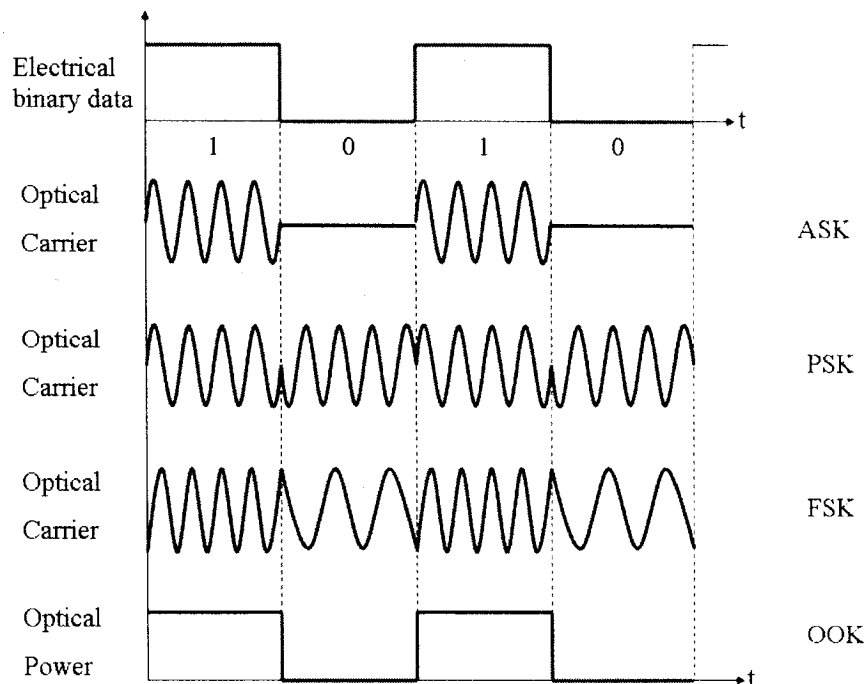 Electrical
binary data
t
1 0 1 0
Optical
Carrier
ASK
Optical
Carrier
PSK
Optical
Carrier
FSK
Optical
Power
OOK
t